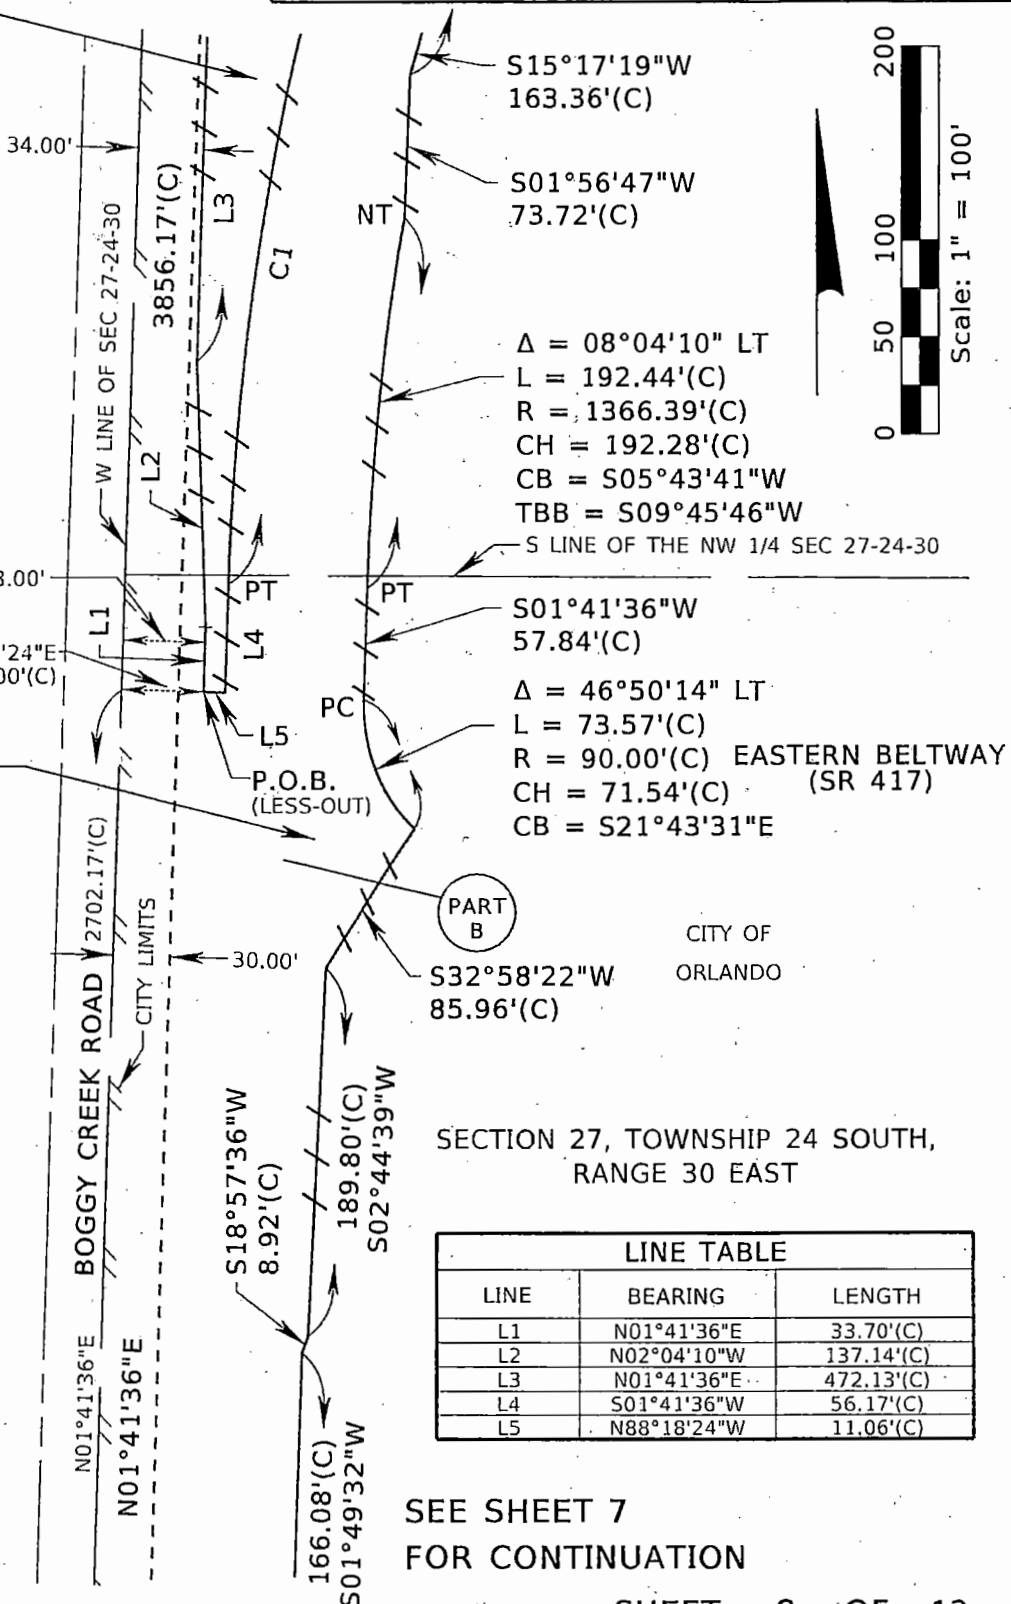 S15°17'19"W
163.36'(C)
34.00'
S01°56'47"W
73.72'(C)
NT
200
100
50
0
Scale: 1" = 100'
W LINE OF SEC 27-24-30
3856.17'(C)
L3
C1
Δ = 08°04'10" LT
L = 192.44'(C)
R = 1366.39'(C)
CH = 192.28'(C)
CB = S05°43'41"W
TBB = S09°45'46"W
L2
S LINE OF THE NW 1/4 SEC 27-24-30
3.00'
PT
PT
L1
L4
S01°41'36"W
57.84'(C)
'24"E
00'(C)
PC
L5
P.O.B.
(LESS-OUT)
Δ = 46°50'14" LT
L = 73.57'(C)
R = 90.00'(C)
CH = 71.54'(C)
CB = S21°43'31"E
EASTERN BELTWAY
(SR 417)
2702.17'(C)
CITY LIMITS
30.00'
PART
B
CITY OF
ORLANDO
S32°58'22"W
85.96'(C)
BOGGY CREEK ROAD
N01°41'36"E
N01°41'36"E
S18°57'36"W
8.92'(C)
189.80'(C)
S02°44'39"W
SECTION 27, TOWNSHIP 24 SOUTH,
RANGE 30 EAST
LINE TABLE
LINE BEARING LENGTH
L1 N01°41'36"E 33.70'(C)
L2 N02°04'10"W 137.14'(C)
L3 N01°41'36"E 472.13'(C)
L4 S01°41'36"W 56.17'(C)
L5 N88°18'24"W 11.06'(C)
166.08'(C)
S01°49'32"W
SEE SHEET 7
FOR CONTINUATION
SHEET 8 OF 12